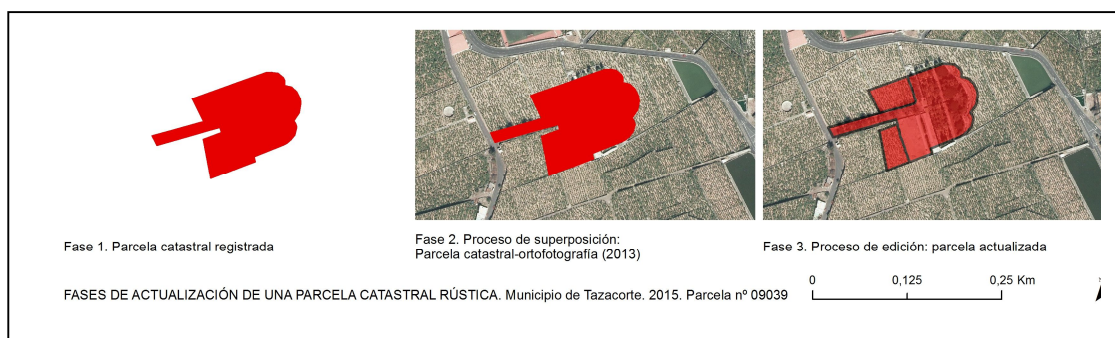 Fase 1. Parcela catastral registrada
Fase 2. Proceso de superposición:
Parcela catastral-ortofotografía (2013)
Fase 3. Proceso de edición: parcela actualizada
FASES DE ACTUALIZACIÓN DE UNA PARCELA CATASTRAL RÚSTICA. Municipio de Tazacorte. 2015. Parcela nº 09039
0 0,125 0,25 Km